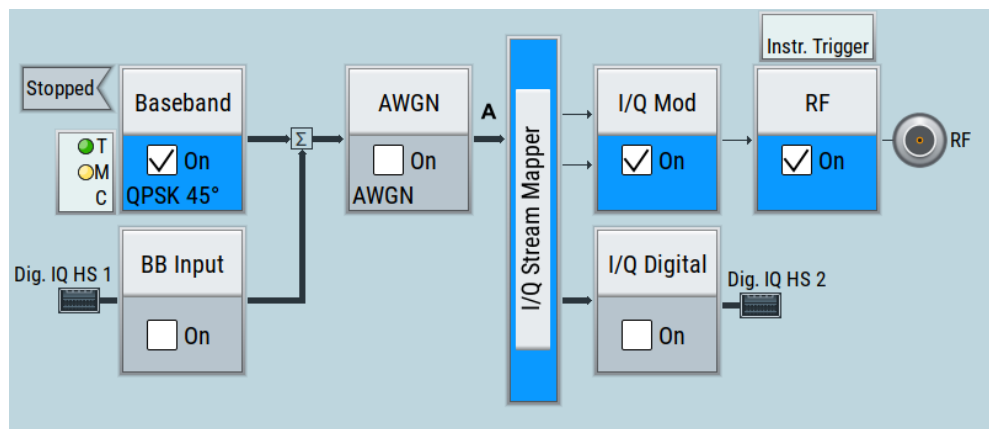 Instr. Trigger
Stopped
Baseband
On
QPSK 45°
T
M
C
Σ
AWGN
On
AWGN
A
I/Q Stream Mapper
I/Q Mod
On
RF
On
RF
Dig. IQ HS 1
BB Input
On
I/Q Digital
On
Dig. IQ HS 2